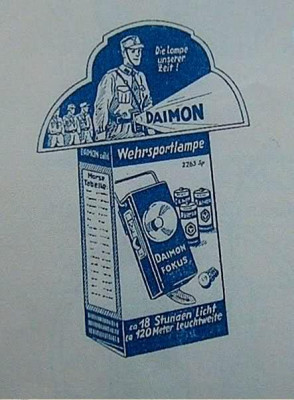 Die Lampe
unserer
Zeit!
DAIMON
Wehrsportlampe
2263 Sp
Morse
Tabelle
DAIMON
FOKUS
ca 18 Stunden Licht
ca 120 Meter Leuchtweite